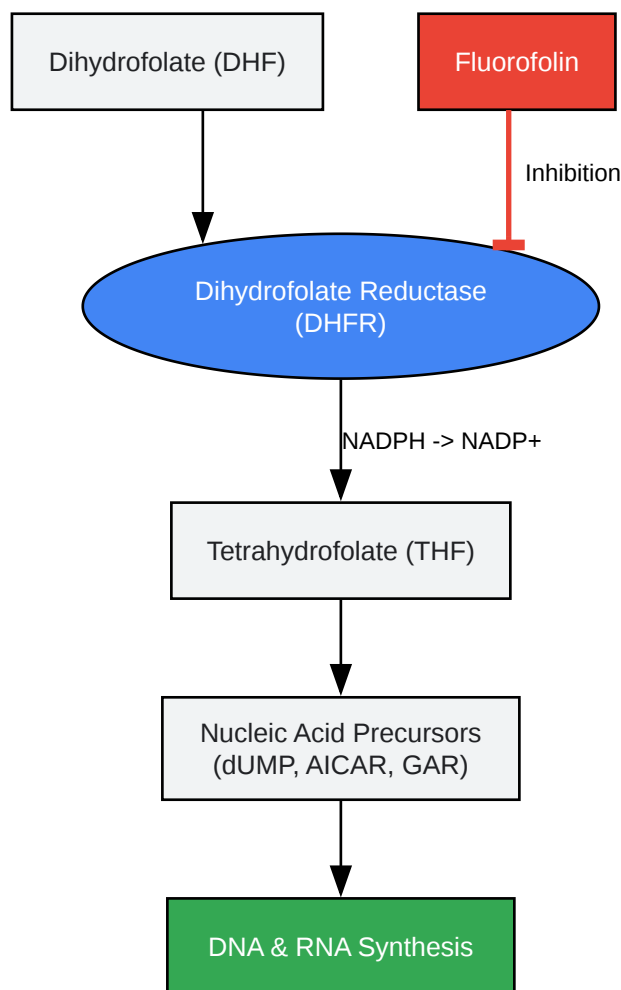 Dihydrofolate (DHF)
Fluorofolin
Inhibition
Dihydrofolate Reductase
(DHFR)
NADPH -> NADP+
Tetrahydrofolate (THF)
Nucleic Acid Precursors
(dUMP, AICAR, GAR)
DNA & RNA Synthesis